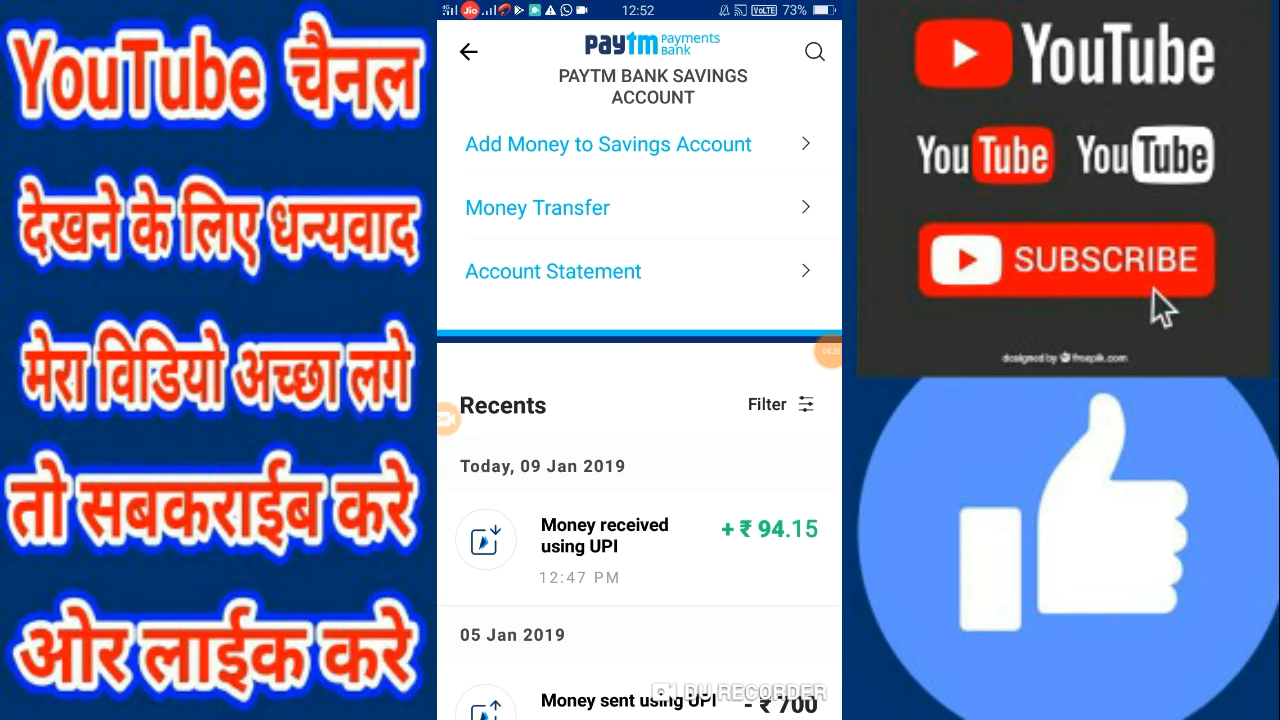 YouTube चैनल
देखने के लिए धन्यवाद
मेरा विडियो अच्छा लगे
तो सबकराईब करे
ओर लाईक करे
Jio
12:52
VoLTE 73%
paytm payments
Bank
PAYTM BANK SAVINGS
ACCOUNT
Add Money to Savings Account
Money Transfer
Account Statement
04:20
Recents
Filter
Today, 09 Jan 2019
Money received
using UPI
+ ₹ 94.15
12:47 PM
05 Jan 2019
Money sent using UPI
- ₹ 700
DU RECORDER
YouTube
YouTube YouTube
SUBSCRIBE
designed by freepik.com